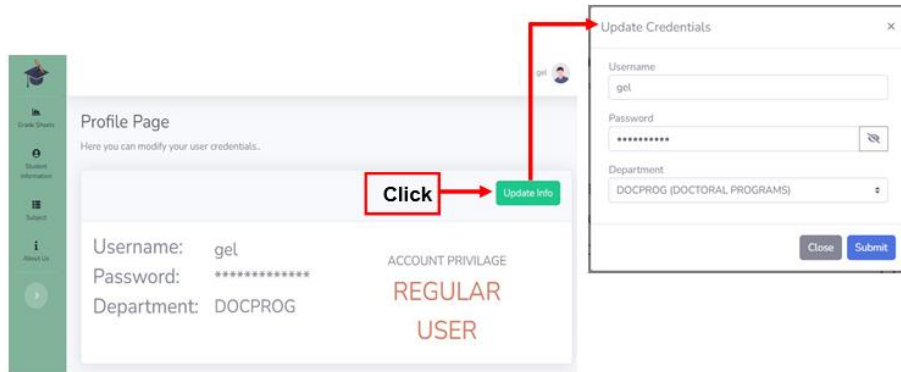 Update Credentials ×
Username
gel
Password
**********
Department
DOCPROG (DOCTORAL PROGRAMS)
Close Submit
gel
Grade Sheets
Student
Information
Subject
About Us
Profile Page
Here you can modify your user credentials..
Click
Update Info
Username: gel
Password: *************
Department: DOCPROG
ACCOUNT PRIVILAGE
REGULAR
USER